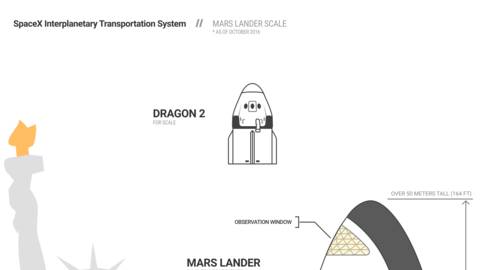 SpaceX Interplanetary Transportation System // MARS LANDER SCALE
* AS OF OCTOBER 2016
DRAGON 2
FOR SCALE
OVER 50 METERS TALL (164 FT)
OBSERVATION WINDOW
MARS LANDER